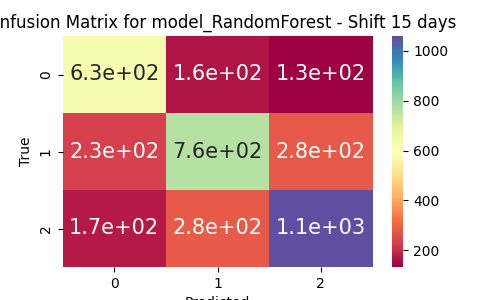 nfusion Matrix for model_RandomForest - Shift 15 days
0 6.3e+02 1.6e+02 1.3e+02
1 2.3e+02 7.6e+02 2.8e+02
2 1.7e+02 2.8e+02 1.1e+03
True
0 1 2
Predicted
1000
800
600
400
200